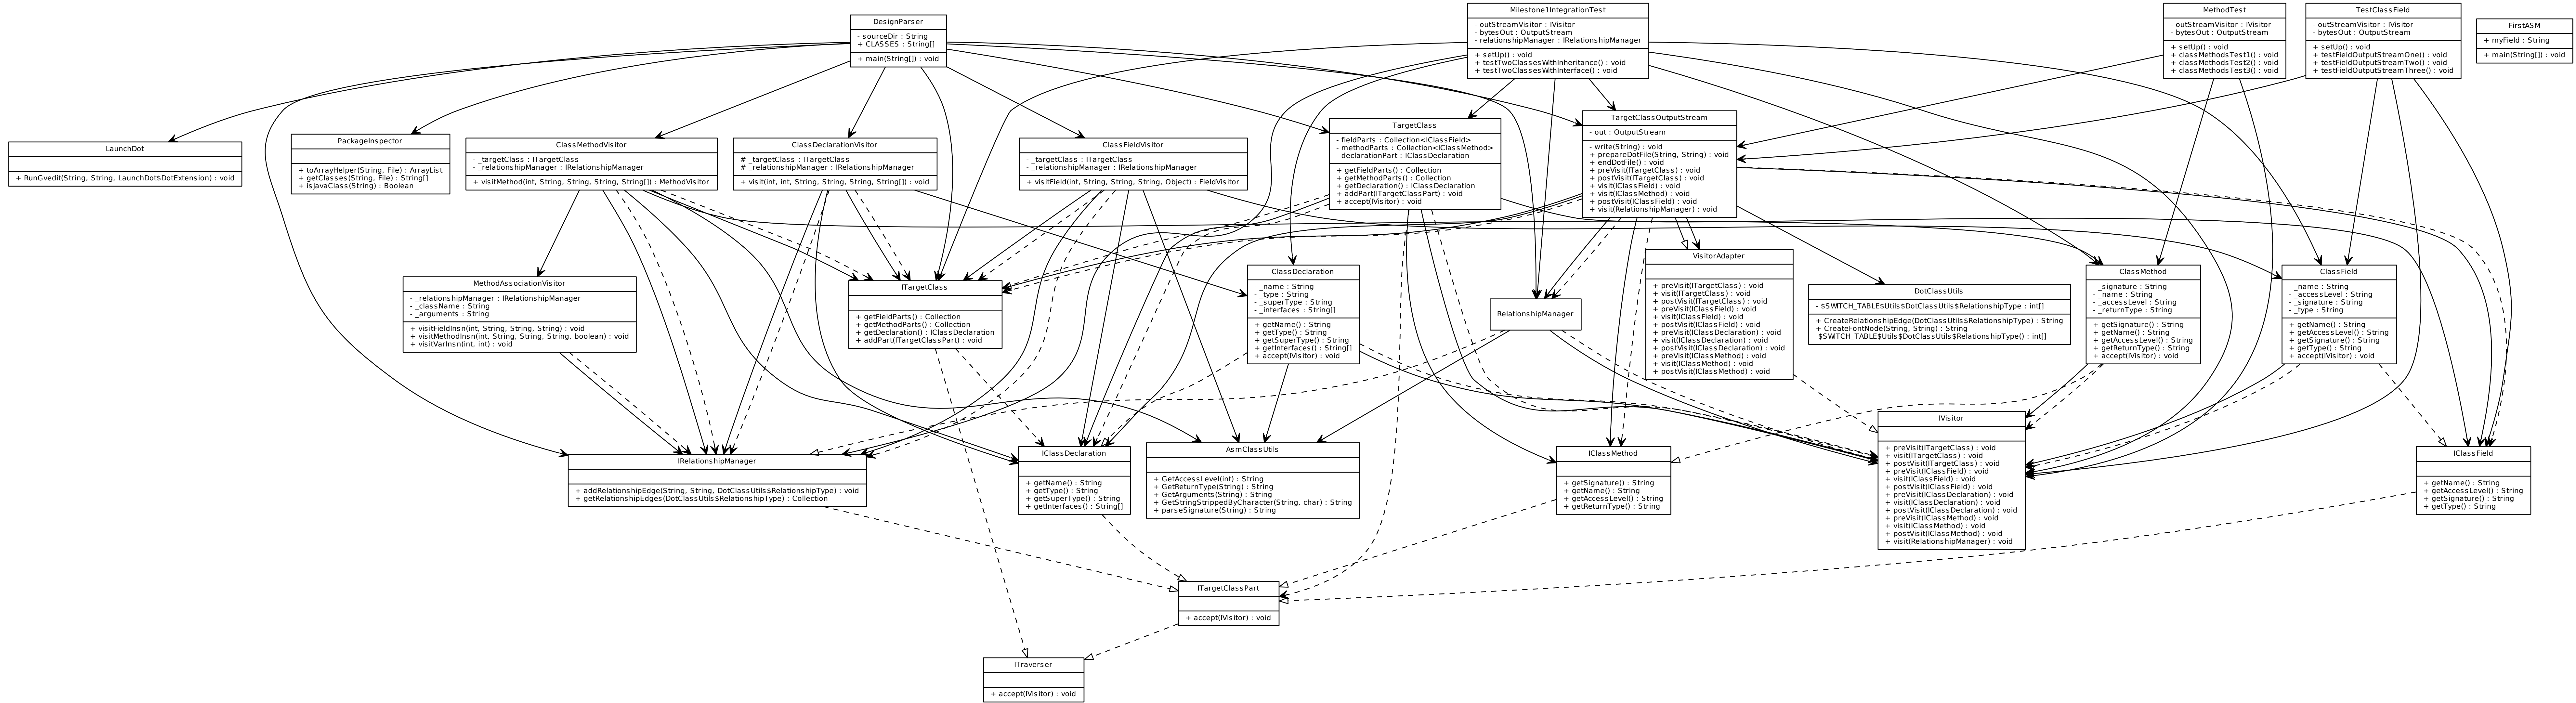 DesignParser
- sourceDir : String
+ CLASSES : String[]
+ main(String[]) : void
Milestone1IntegrationTest
- outStreamVisitor : IVisitor
- bytesOut : OutputStream
- relationshipManager : IRelationshipManager
+ setUp() : void
+ testTwoClassesWithInheritance() : void
+ testTwoClassesWithInterface() : void
MethodTest
- outStreamVisitor : IVisitor
- bytesOut : OutputStream
+ setUp() : void
+ classMethodsTest1() : void
+ classMethodsTest2() : void
+ classMethodsTest3() : void
TestClassField
- outStreamVisitor : IVisitor
- bytesOut : OutputStream
+ setUp() : void
+ testFieldOutputStreamOne() : void
+ testFieldOutputStreamTwo() : void
+ testFieldOutputStreamThree() : void
FirstASM
+ myField : String
+ main(String[]) : void
LaunchDot
+ RunGvedit(String, String, LaunchDot$DotExtension) : void
PackageInspector
+ toArrayHelper(String, File) : ArrayList
+ getClasses(String, File) : String[]
+ isJavaClass(String) : Boolean
ClassMethodVisitor
- _targetClass : ITargetClass
- _relationshipManager : IRelationshipManager
+ visitMethod(int, String, String, String, String[]) : MethodVisitor
ClassDeclarationVisitor
# _targetClass : ITargetClass
# _relationshipManager : IRelationshipManager
+ visit(int, int, String, String, String, String[]) : void
ClassFieldVisitor
- _targetClass : ITargetClass
- _relationshipManager : IRelationshipManager
+ visitField(int, String, String, String, Object) : FieldVisitor
TargetClass
- fieldParts : Collection<IClassField>
- methodParts : Collection<IClassMethod>
- declarationPart : IClassDeclaration
+ getFieldParts() : Collection
+ getMethodParts() : Collection
+ getDeclaration() : IClassDeclaration
+ addPart(ITargetClassPart) : void
+ accept(IVisitor) : void
TargetClassOutputStream
- out : OutputStream
- write(String) : void
+ prepareDotFile(String, String) : void
+ endDotFile() : void
+ preVisit(ITargetClass) : void
+ postVisit(ITargetClass) : void
+ visit(IClassField) : void
+ visit(IClassMethod) : void
+ postVisit(IClassField) : void
+ visit(RelationshipManager) : void
MethodAssociationVisitor
- _relationshipManager : IRelationshipManager
- _className : String
- _arguments : String
+ visitFieldInsn(int, String, String, String) : void
+ visitMethodInsn(int, String, String, String, boolean) : void
+ visitVarInsn(int, int) : void
ITargetClass
+ getFieldParts() : Collection
+ getMethodParts() : Collection
+ getDeclaration() : IClassDeclaration
+ addPart(ITargetClassPart) : void
ClassDeclaration
- _name : String
- _type : String
- _superType : String
- _interfaces : String[]
+ getName() : String
+ getType() : String
+ getSuperType() : String
+ getInterfaces() : String[]
+ accept(IVisitor) : void
RelationshipManager
VisitorAdapter
+ preVisit(ITargetClass) : void
+ visit(ITargetClass) : void
+ postVisit(ITargetClass) : void
+ preVisit(IClassField) : void
+ visit(IClassField) : void
+ postVisit(IClassField) : void
+ preVisit(IClassDeclaration) : void
+ visit(IClassDeclaration) : void
+ postVisit(IClassDeclaration) : void
+ preVisit(IClassMethod) : void
+ visit(IClassMethod) : void
+ postVisit(IClassMethod) : void
DotClassUtils
- $SWITCH_TABLE$Utils$DotClassUtils$RelationshipType : int[]
+ CreateRelationshipEdge(DotClassUtils$RelationshipType) : String
+ CreateFontNode(String, String) : String
$SWITCH_TABLE$Utils$DotClassUtils$RelationshipType() : int[]
ClassMethod
- _signature : String
- _name : String
- _accessLevel : String
- _returnType : String
+ getSignature() : String
+ getName() : String
+ getAccessLevel() : String
+ getReturnType() : String
+ accept(IVisitor) : void
ClassField
- _name : String
- _accessLevel : String
- _signature : String
- _type : String
+ getName() : String
+ getAccessLevel() : String
+ getSignature() : String
+ getType() : String
+ accept(IVisitor) : void
IRelationshipManager
+ addRelationshipEdge(String, String, DotClassUtils$RelationshipType) : void
+ getRelationshipEdges(DotClassUtils$RelationshipType) : Collection
IClassDeclaration
+ getName() : String
+ getType() : String
+ getSuperType() : String
+ getInterfaces() : String[]
AsmClassUtils
+ GetAccessLevel(int) : String
+ GetReturnType(String) : String
+ GetArguments(String) : String
+ GetStringStrippedByCharacter(String, char) : String
+ parseSignature(String) : String
IClassMethod
+ getSignature() : String
+ getName() : String
+ getAccessLevel() : String
+ getReturnType() : String
IVisitor
+ preVisit(ITargetClass) : void
+ visit(ITargetClass) : void
+ postVisit(ITargetClass) : void
+ preVisit(IClassField) : void
+ visit(IClassField) : void
+ postVisit(IClassField) : void
+ preVisit(IClassDeclaration) : void
+ visit(IClassDeclaration) : void
+ postVisit(IClassDeclaration) : void
+ preVisit(IClassMethod) : void
+ visit(IClassMethod) : void
+ postVisit(IClassMethod) : void
+ visit(RelationshipManager) : void
IClassField
+ getName() : String
+ getAccessLevel() : String
+ getSignature() : String
+ getType() : String
ITargetClassPart
+ accept(IVisitor) : void
ITraverser
+ accept(IVisitor) : void